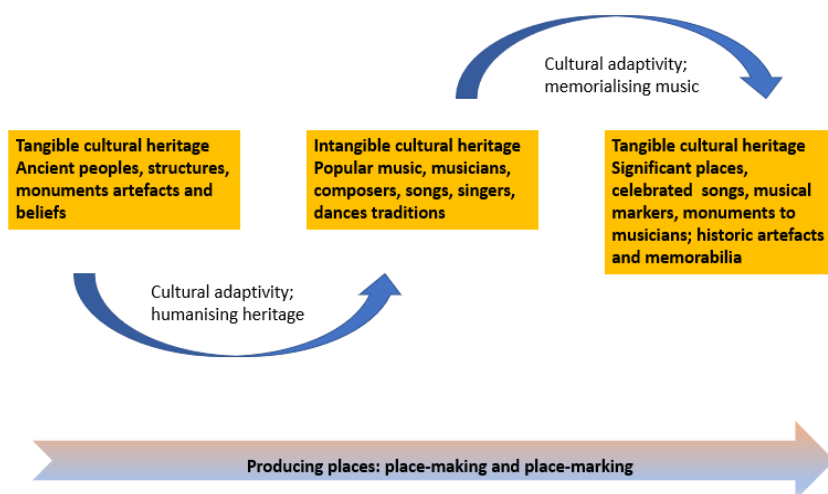 Cultural adaptivity;
memorialising music
Tangible cultural heritage
Ancient peoples, structures,
monuments artefacts and
beliefs
Intangible cultural heritage
Popular music, musicians,
composers, songs, singers,
dances traditions
Tangible cultural heritage
Significant places,
celebrated songs, musical
markers, monuments to
musicians; historic artefacts
and memorabilia
Cultural adaptivity;
humanising heritage
Producing places: place-making and place-marking